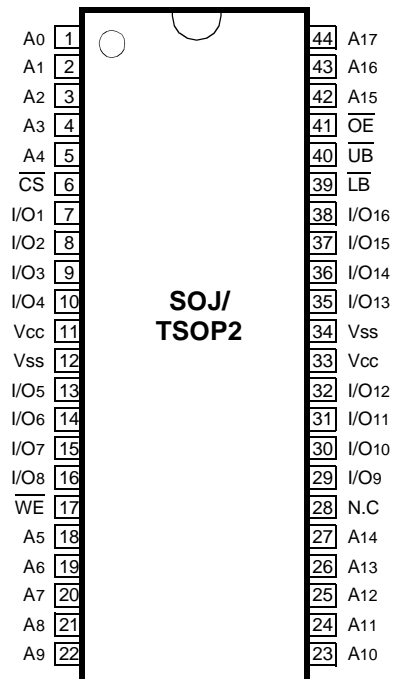 A0 1 44 A17
A1 2 43 A16
A2 3 42 A15
A3 4 41 OE
A4 5 40 UB
CS 6 39 LB
I/O1 7 38 I/O16
I/O2 8 37 I/O15
I/O3 9 36 I/O14
I/O4 10 35 I/O13
Vcc 11 34 Vss
Vss 12 33 Vcc
I/O5 13 32 I/O12
I/O6 14 31 I/O11
I/O7 15 30 I/O10
I/O8 16 29 I/O9
WE 17 28 N.C
A5 18 27 A14
A6 19 26 A13
A7 20 25 A12
A8 21 24 A11
A9 22 23 A10
SOJ/
TSOP2